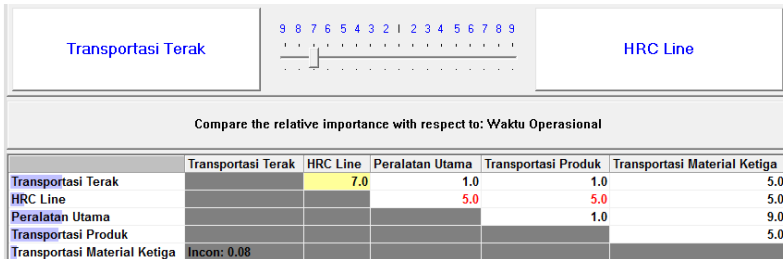 Transportasi Terak
9 8 7 6 5 4 3 2 1 2 3 4 5 6 7 8 9
HRC Line
Compare the relative importance with respect to: Waktu Operasional
Transportasi Terak HRC Line Peralatan Utama Transportasi Produk Transportasi Material Ketiga
Transportasi Terak 7.0 1.0 1.0 5.0
HRC Line 5.0 5.0 5.0
Peralatan Utama 1.0 9.0
Transportasi Produk 5.0
Transportasi Material Ketiga Incon: 0.08